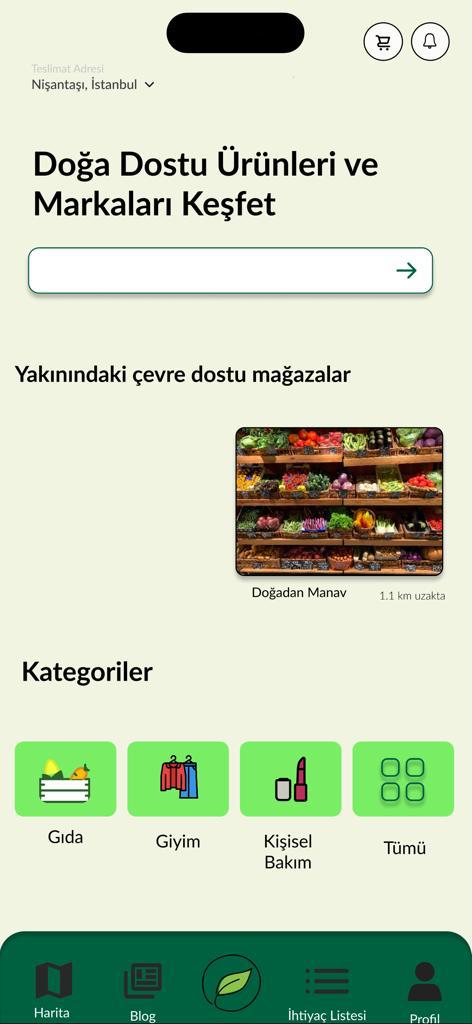 Teslimat Adresi
Nişantaşı, İstanbul
Doğa Dostu Ürünleri ve
Markaları Keşfet
Yakınındaki çevre dostu mağazalar
Doğadan Manav
1.1 km uzakta
Kategoriler
Gıda
Giyim
Kişisel
Bakım
Tümü
Harita
Blog
İhtiyaç Listesi
Profil